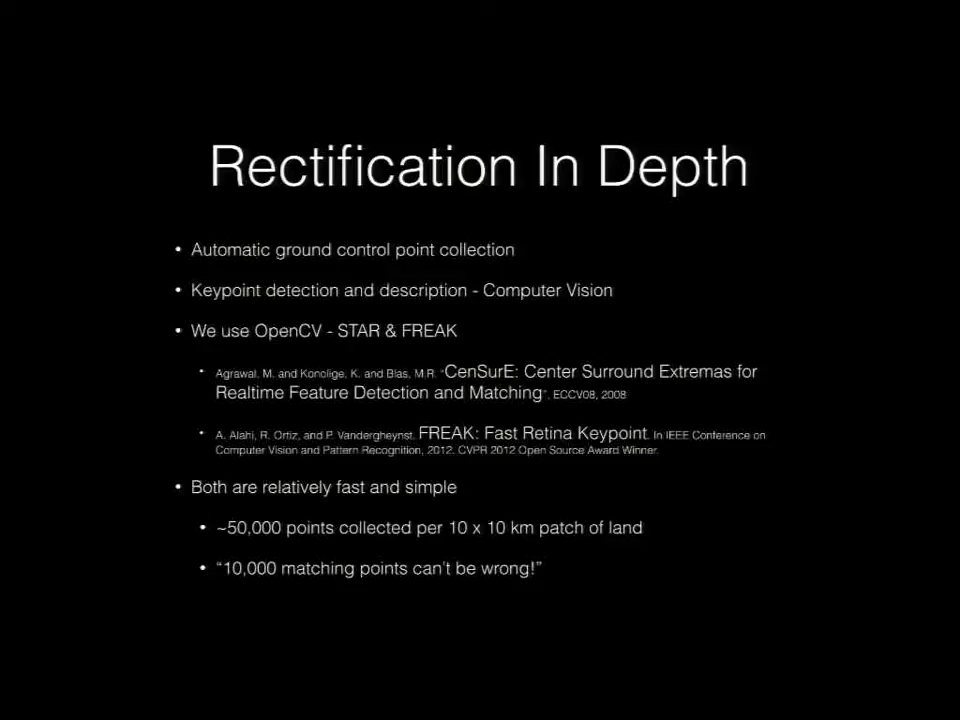 Rectification In Depth
• Automatic ground control point collection
• Keypoint detection and description - Computer Vision
• We use OpenCV - STAR & FREAK
• Agrawal, M. and Konolige, K. and Blas, M.R. "CenSurE: Center Surround Extremas for
Realtime Feature Detection and Matching", ECCV08, 2008
• A. Alahi, R. Ortiz, and P. Vandergheynst. FREAK: Fast Retina Keypoint. In IEEE Conference on
Computer Vision and Pattern Recognition, 2012. CVPR 2012 Open Source Award Winner.
• Both are relatively fast and simple
• ~50,000 points collected per 10 x 10 km patch of land
• “10,000 matching points can't be wrong!”